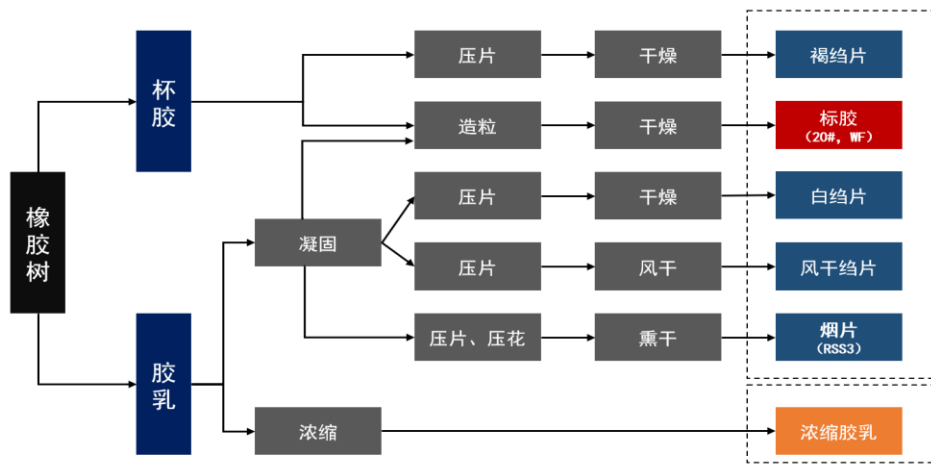 橡胶树
杯胶
压片
干燥
褐绉片
造粒
干燥
标胶
（20#，WF）
胶乳
凝固
压片
干燥
白绉片
压片
风干
风干绉片
压片、压花
熏干
烟片
（RSS3）
浓缩
浓缩胶乳